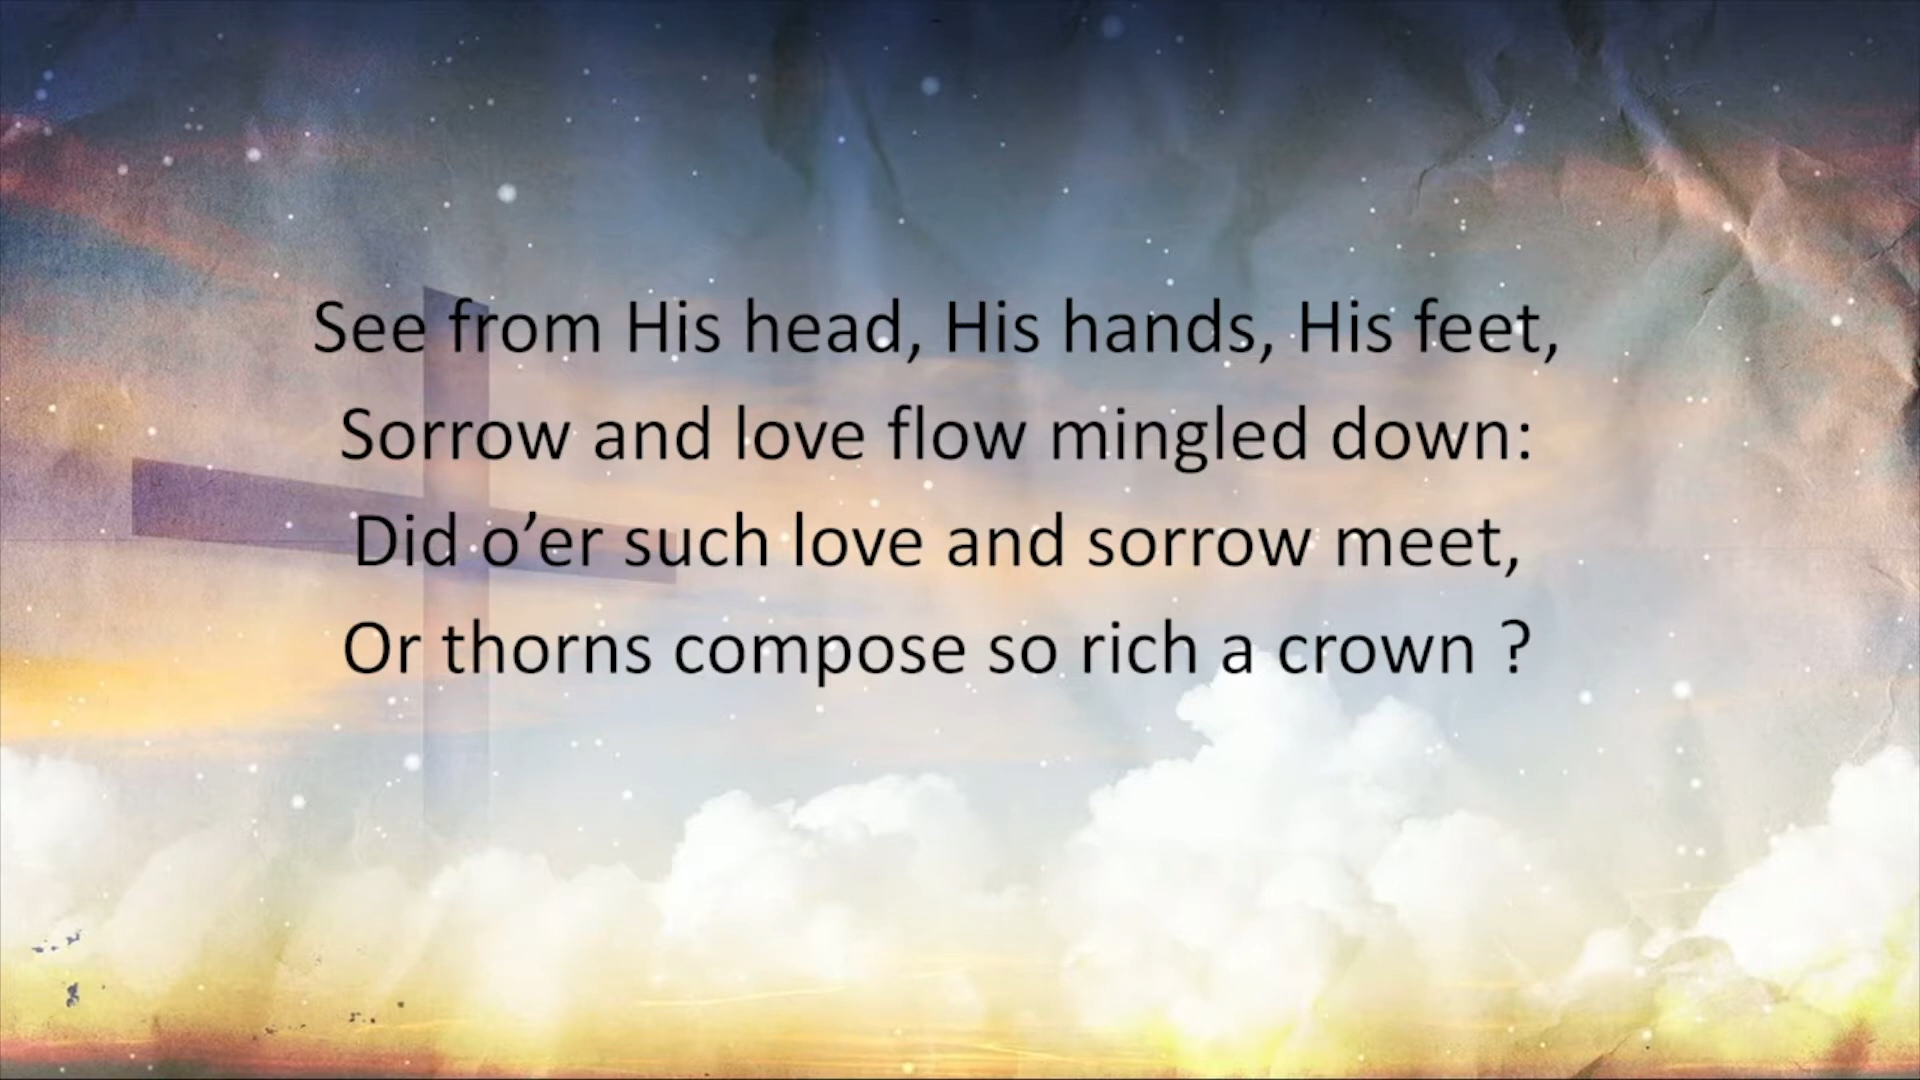 See from His head, His hands, His feet,
Sorrow and love flow mingled down:
Did o’er such love and sorrow meet,
Or thorns compose so rich a crown ?